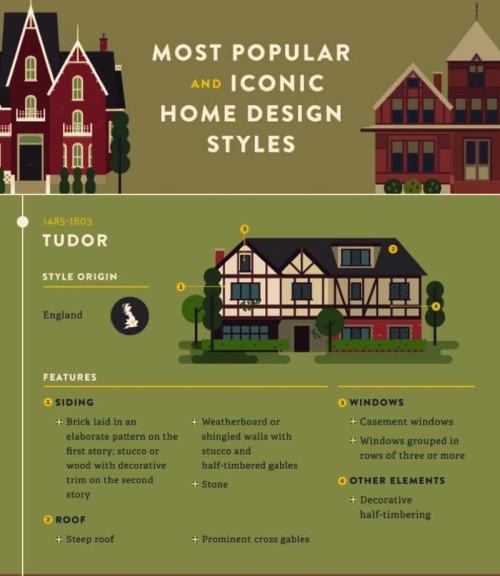 MOST POPULAR
AND ICONIC
HOME DESIGN
STYLES
1485-1603
TUDOR
STYLE ORIGIN
England
3
2
1
4
FEATURES
1 SIDING
+ Brick laid in an
elaborate pattern on the
first story; stucco or
wood with decorative
trim on the second
story
+ Weatherboard or
shingled walls with
stucco and
half-timbered gables
+ Stone
2 ROOF
+ Steep roof
+ Prominent cross gables
3 WINDOWS
+ Casement windows
+ Windows grouped in
rows of three or more
4 OTHER ELEMENTS
+ Decorative
half-timbering